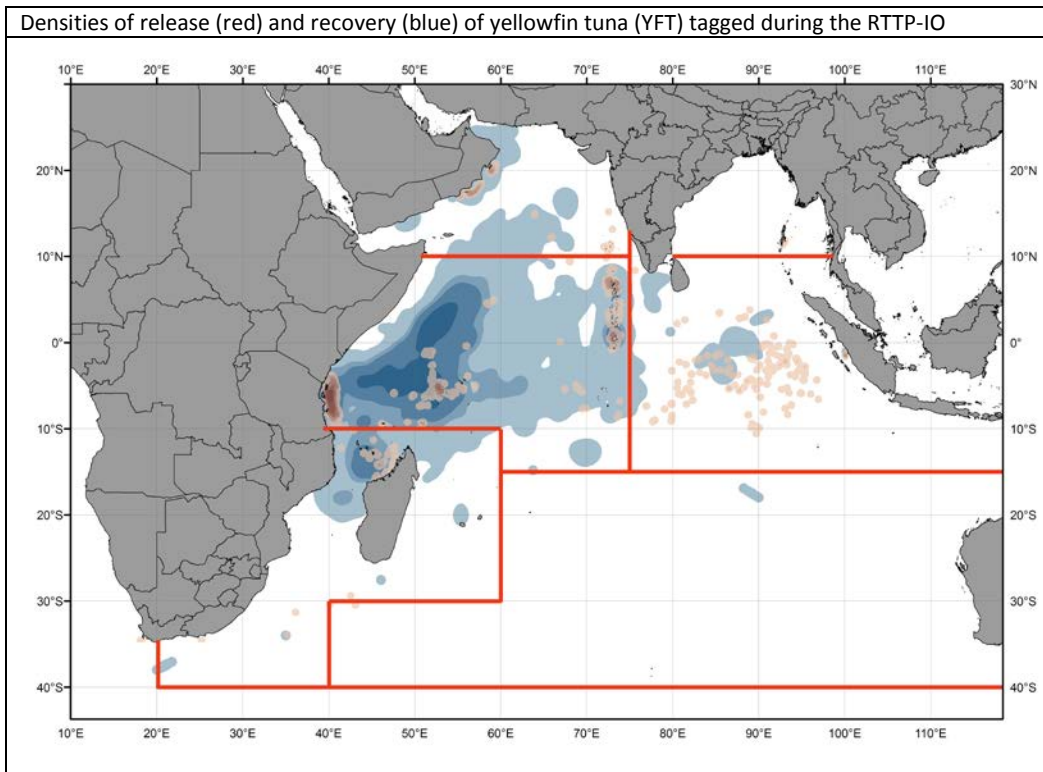 Densities of release (red) and recovery (blue) of yellowfin tuna (YFT) tagged during the RTTP-IO
10°E 20°E 30°E 40°E 50°E 60°E 70°E 80°E 90°E 100°E 110°E
30°N
20°N 20°N
10°N 10°N
0° 0°
10°S 10°S
20°S 20°S
30°S 30°S
40°S 40°S
10°E 20°E 30°E 40°E 50°E 60°E 70°E 80°E 90°E 100°E 110°E